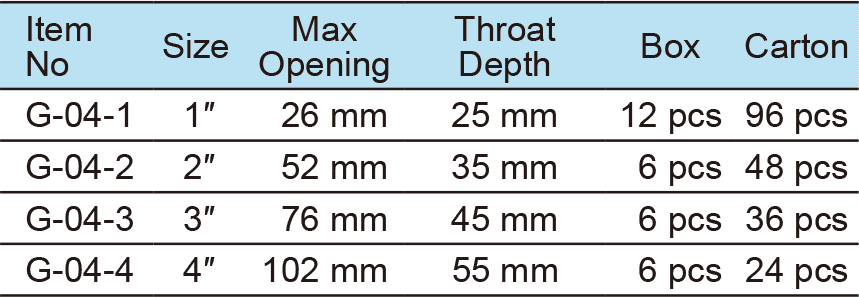 Item No Size Max Opening Throat Depth Box Carton
G-04-1 1″ 26 mm 25 mm 12 pcs 96 pcs
G-04-2 2″ 52 mm 35 mm 6 pcs 48 pcs
G-04-3 3″ 76 mm 45 mm 6 pcs 36 pcs
G-04-4 4″ 102 mm 55 mm 6 pcs 24 pcs